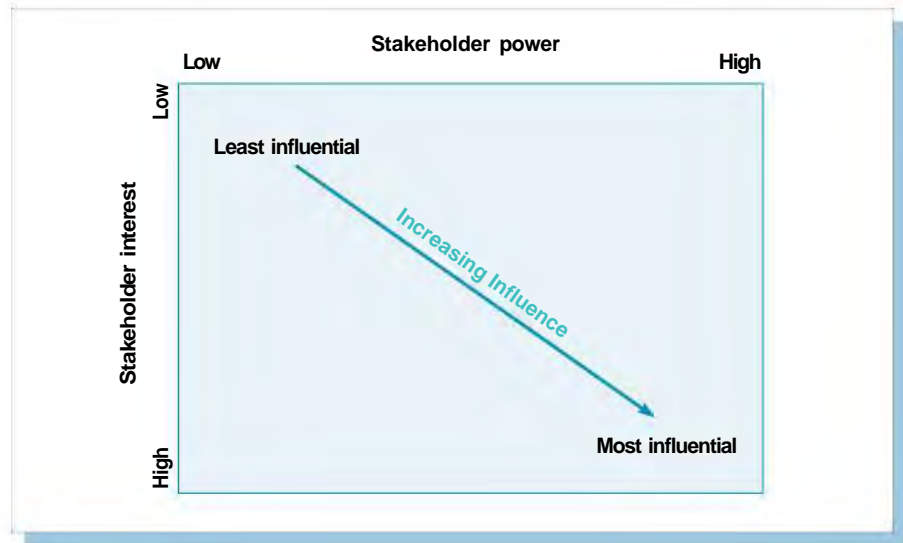 Stakeholder power
Low High
Low
Least influential
Stakeholder interest
Increasing Influence
Most influential
High